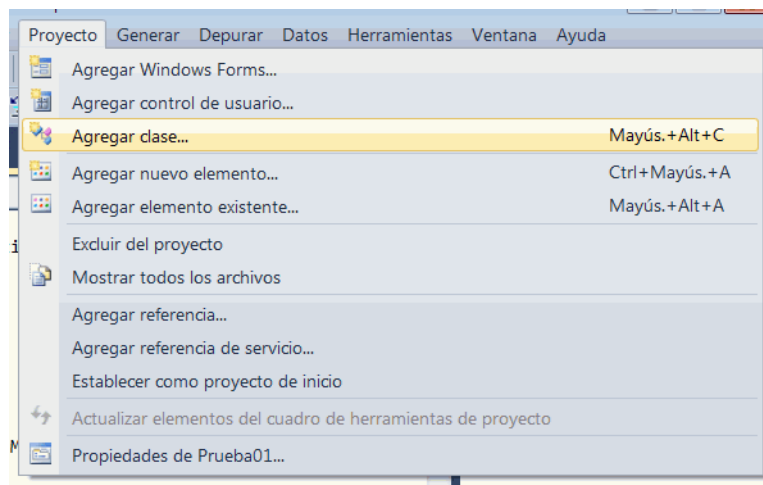 Proyecto Generar Depurar Datos Herramientas Ventana Ayuda
Agregar Windows Forms...
Agregar control de usuario...
Agregar clase... Mayús.+Alt+C
Agregar nuevo elemento... Ctrl+Mayús.+A
Agregar elemento existente... Mayús.+Alt+A
Excluir del proyecto
Mostrar todos los archivos
Agregar referencia...
Agregar referencia de servicio...
Establecer como proyecto de inicio
Actualizar elementos del cuadro de herramientas de proyecto
Propiedades de Prueba01...